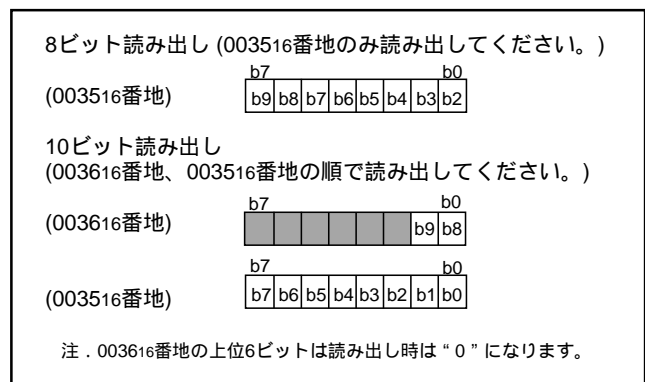 8ビット読み出し (003516番地のみ読み出してください。)
b7 b0
(003516番地) b9 b8 b7 b6 b5 b4 b3 b2
10ビット読み出し
(003616番地、003516番地の順で読み出してください。)
b7 b0
(003616番地) b9 b8
b7 b0
(003516番地) b7 b6 b5 b4 b3 b2 b1 b0
注．003616番地の上位6ビットは読み出し時は“0”になります。